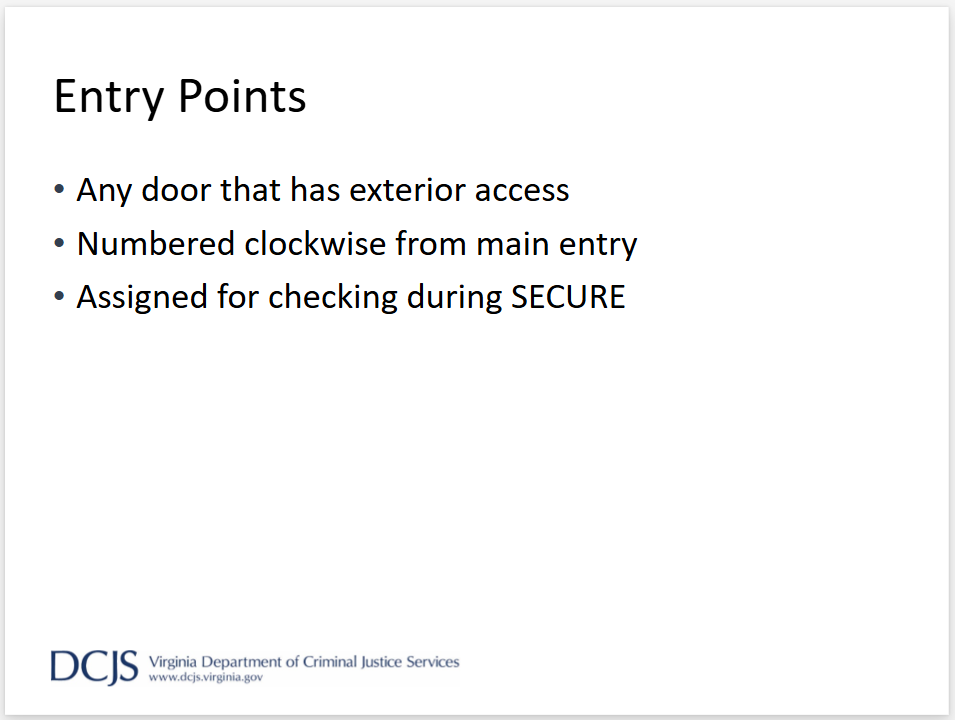 Entry Points
• Any door that has exterior access
• Numbered clockwise from main entry
• Assigned for checking during SECURE
DCJS Virginia Department of Criminal Justice Services
www.dcjs.virginia.gov